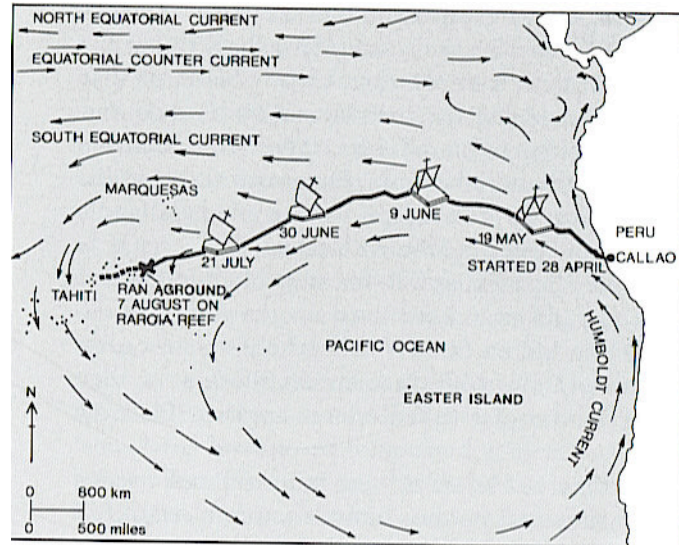 NORTH EQUATORIAL CURRENT
EQUATORIAL COUNTER CURRENT
SOUTH EQUATORIAL CURRENT
MARQUESAS
9 JUNE
30 JUNE
19 MAY
PERU
CALLAO
21 JULY
STARTED 28 APRIL
TAHITI
RAN AGROUND
7 AUGUST ON
RAROIA REEF
PACIFIC OCEAN
HUMBOLDT CURRENT
EASTER ISLAND
N
0 800 km
0 500 miles